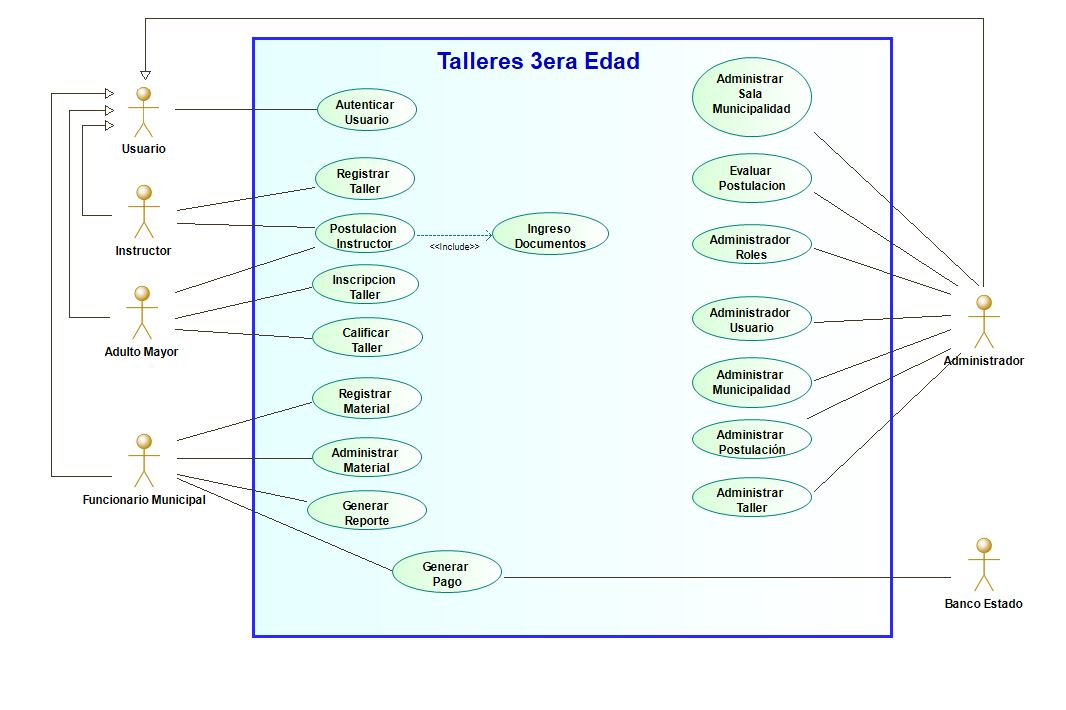 Talleres 3era Edad
Usuario
Instructor
Adulto Mayor
Funcionario Municipal
Autenticar
Usuario
Registrar
Taller
Postulacion
Instructor
<<Include>>
Ingreso
Documentos
Inscripcion
Taller
Calificar
Taller
Registrar
Material
Administrar
Material
Generar
Reporte
Generar
Pago
Administrar
Sala
Municipalidad
Evaluar
Postulacion
Administrador
Roles
Administrador
Usuario
Administrar
Municipalidad
Administrar
Postulación
Administrar
Taller
Administrador
Banco Estado